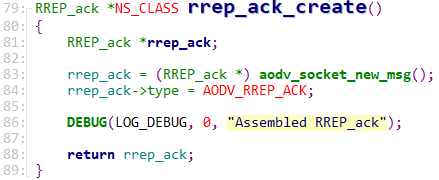 79: RREP_ack *NS_CLASS rrep_ack_create()
80: {
81: RREP_ack *rrep_ack;
82:
83: rrep_ack = (RREP_ack *) aodv_socket_new_msg();
84: rrep_ack->type = AODV_RREP_ACK;
85:
86: DEBUG(LOG_DEBUG, 0, "Assembled RREP_ack");
87:
88: return rrep_ack;
89: }